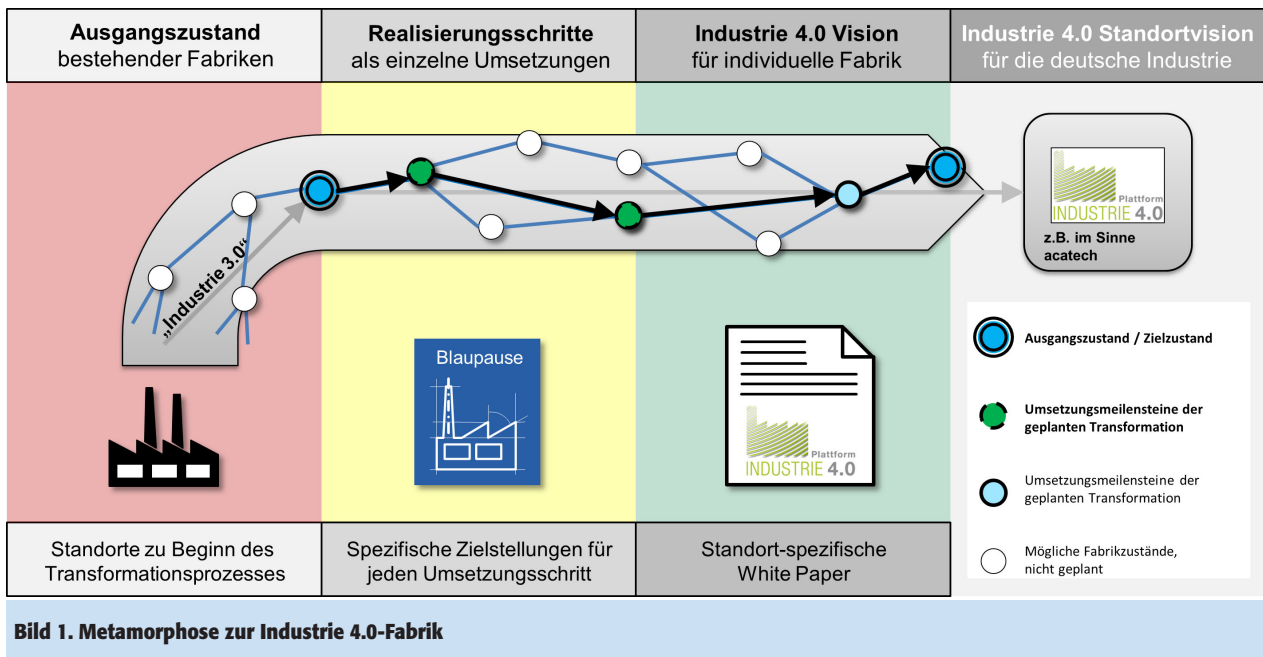 Ausgangszustand
bestehender Fabriken
Realisierungsschritte
als einzelne Umsetzungen
Industrie 4.0 Vision
für individuelle Fabrik
Industrie 4.0 Standortvision
für die deutsche Industrie
„Industrie 3.0“
Plattform
INDUSTRIE 4.0
z.B. im Sinne
acatech
Blaupause
Plattform
INDUSTRIE 4.0
Ausgangszustand / Zielzustand
Umsetzungsmeilensteine der
geplanten Transformation
Umsetzungsmeilensteine der
geplanten Transformation
Mögliche Fabrikzustände,
nicht geplant
Standorte zu Beginn des
Transformationsprozesses
Spezifische Zielstellungen für
jeden Umsetzungsschritt
Standort-spezifische
White Paper
Bild 1. Metamorphose zur Industrie 4.0-Fabrik